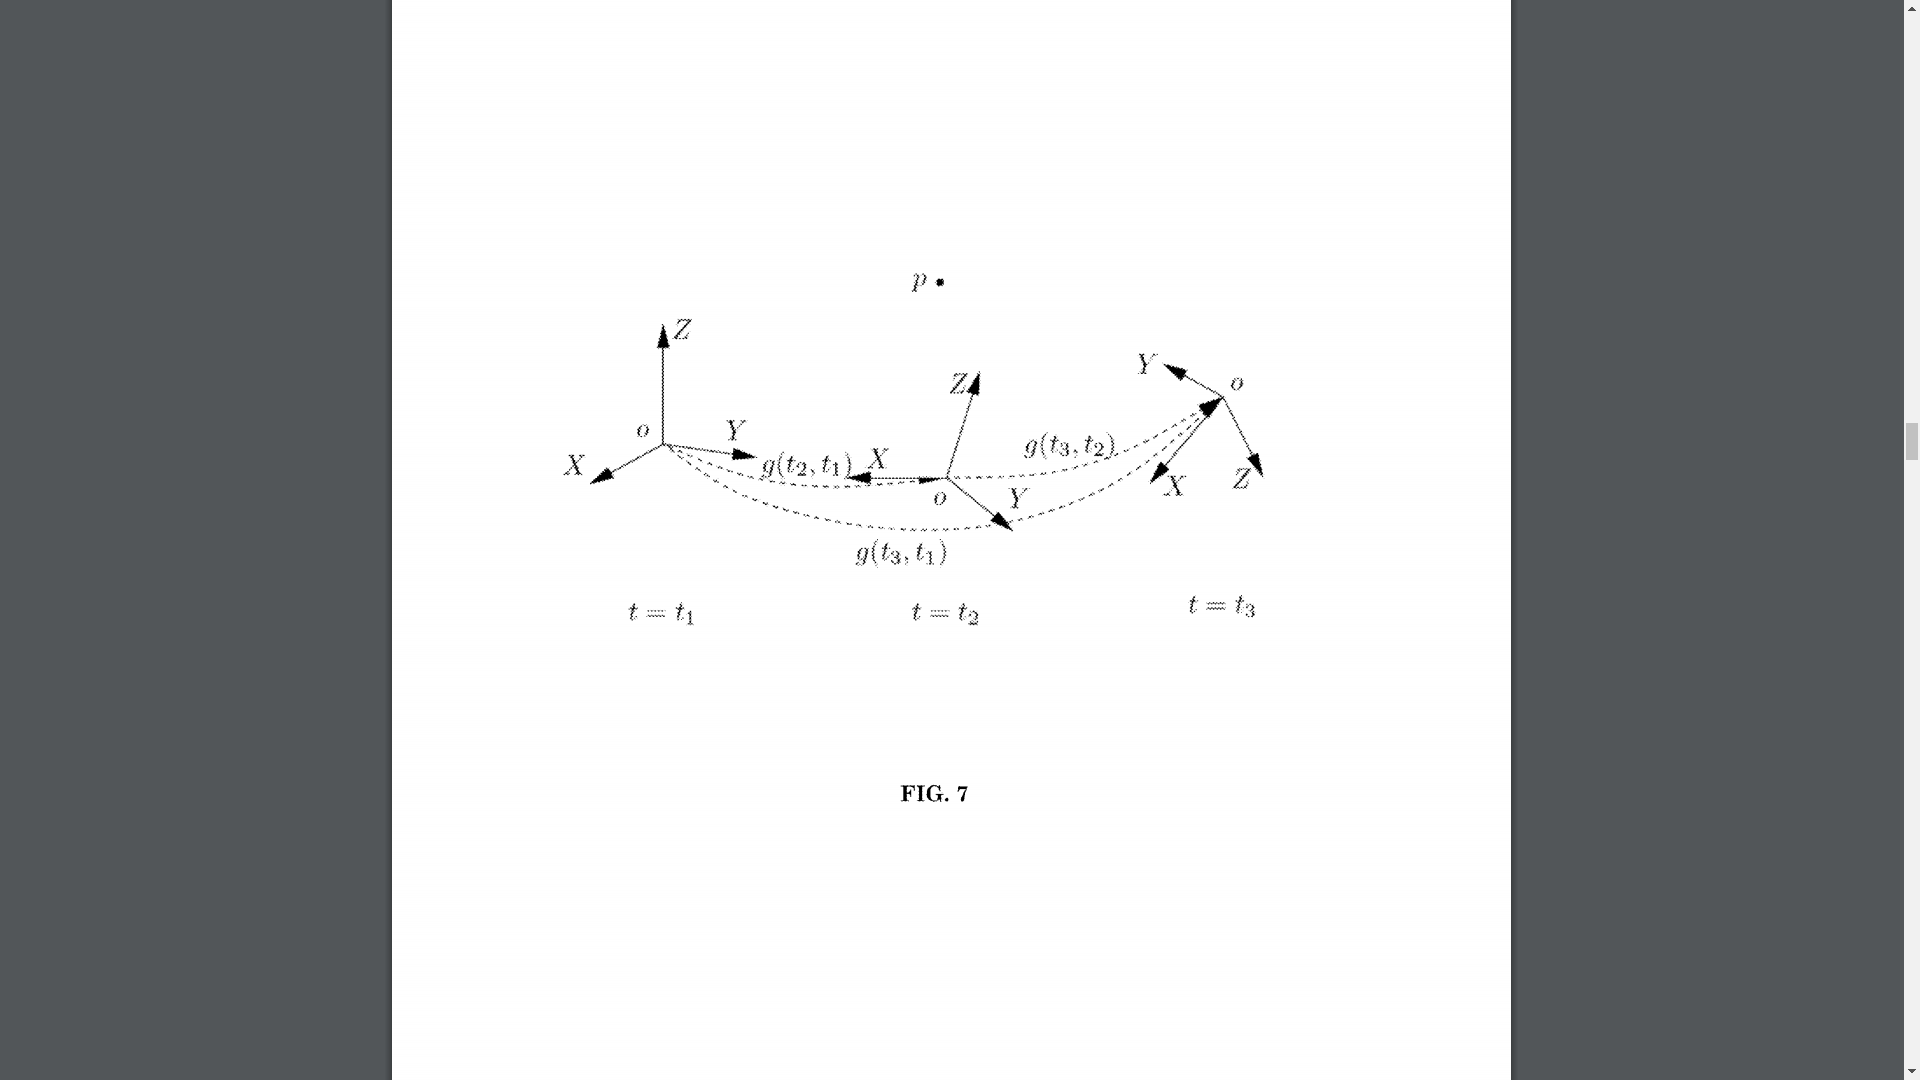 p
Z
Y
o
Z
o
Y
g(t₃, t₂)
X
g(t₂, t₁)
X
X
Z
o
Y
g(t₃, t₁)
t = t₁
t = t₂
t = t₃
FIG. 7